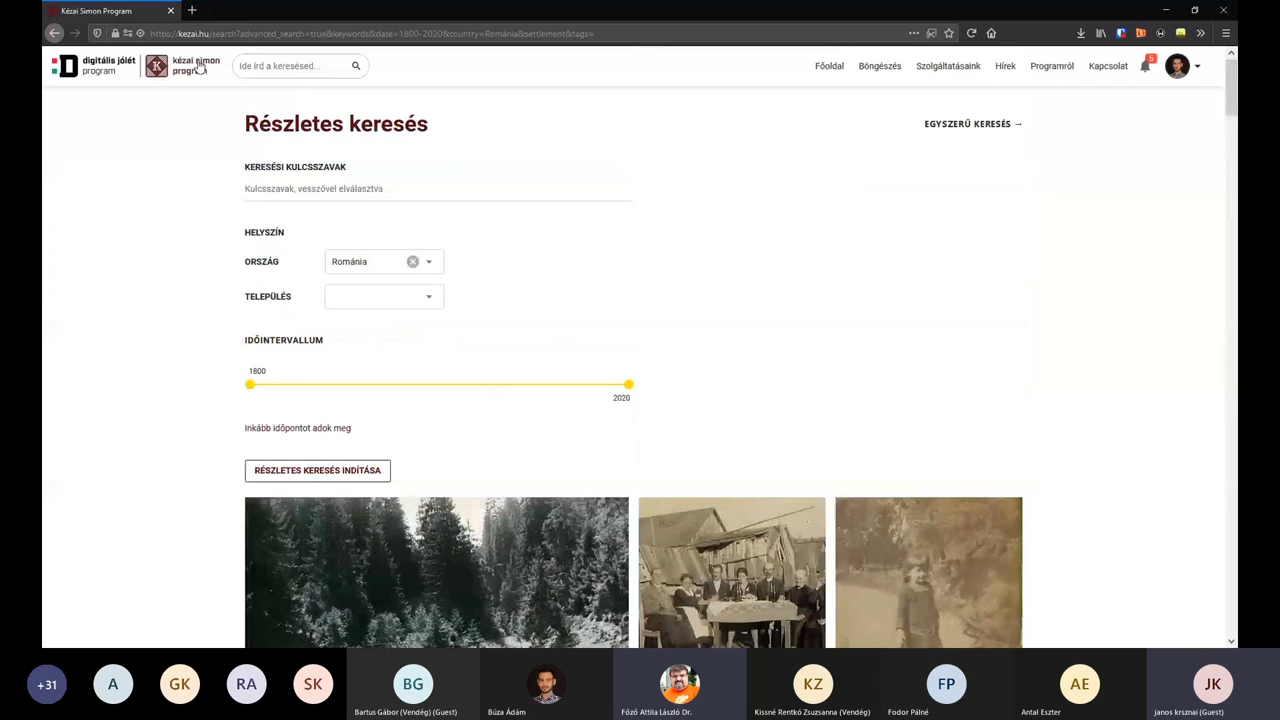 Kézai Simon Program
https://kezai.hu/search?advanced_search=true&keywords&date=1800-2020&country=Románia&settlement&tags=
digitális jólét
program
K
kézai simon
program
Ide írd a keresésed...
Főoldal
Böngészés
Szolgáltatásaink
Hírek
Programról
Kapcsolat
5
Részletes keresés
EGYSZERŰ KERESÉS →
KERESÉSI KULCSSZAVAK
Kulcsszavak, vesszővel elválasztva
HELYSZÍN
ORSZÁG
Románia
TELEPÜLÉS
IDŐINTERVALLUM
1800
2020
Inkább időpontot adok meg
RÉSZLETES KERESÉS INDÍTÁSA
+31
A
GK
RA
SK
BG
KZ
FP
AE
JK
Bartus Gábor (Vendég) (Guest)
Búza Ádám
Főző Attila László Dr.
Kissné Rentkó Zsuzsanna (Vendég)
Fodor Pálné
Antal Eszter
janos krsznai (Guest)